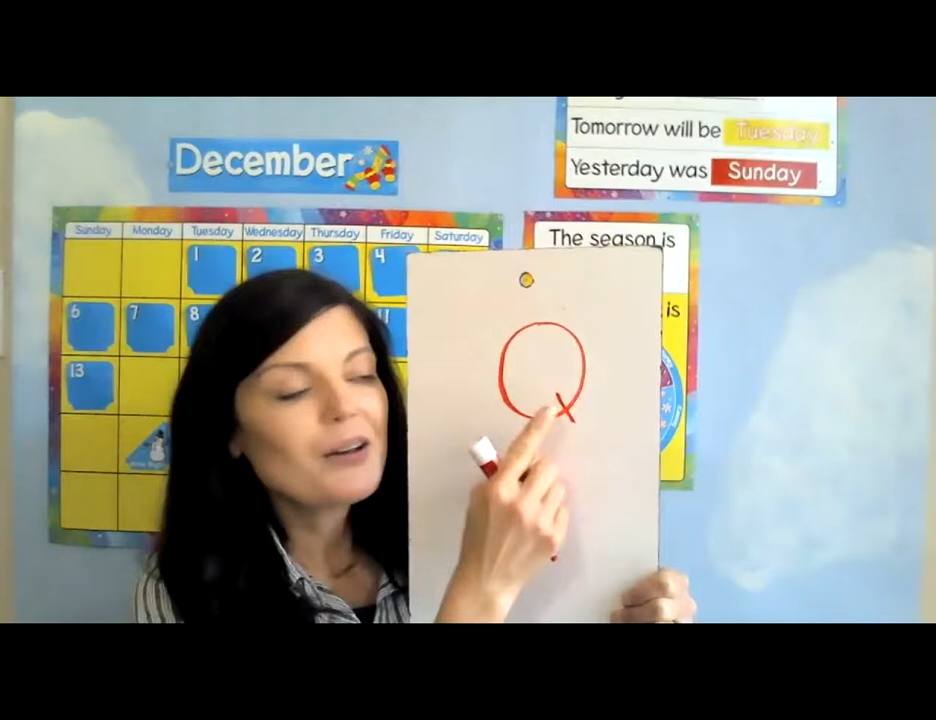 Tomorrow will be Tuesday
Yesterday was Sunday
December
Sunday Monday Tuesday Wednesday Thursday Friday Saturday
The season is
1 2 3 4
is
6 7 8 11
13
Q